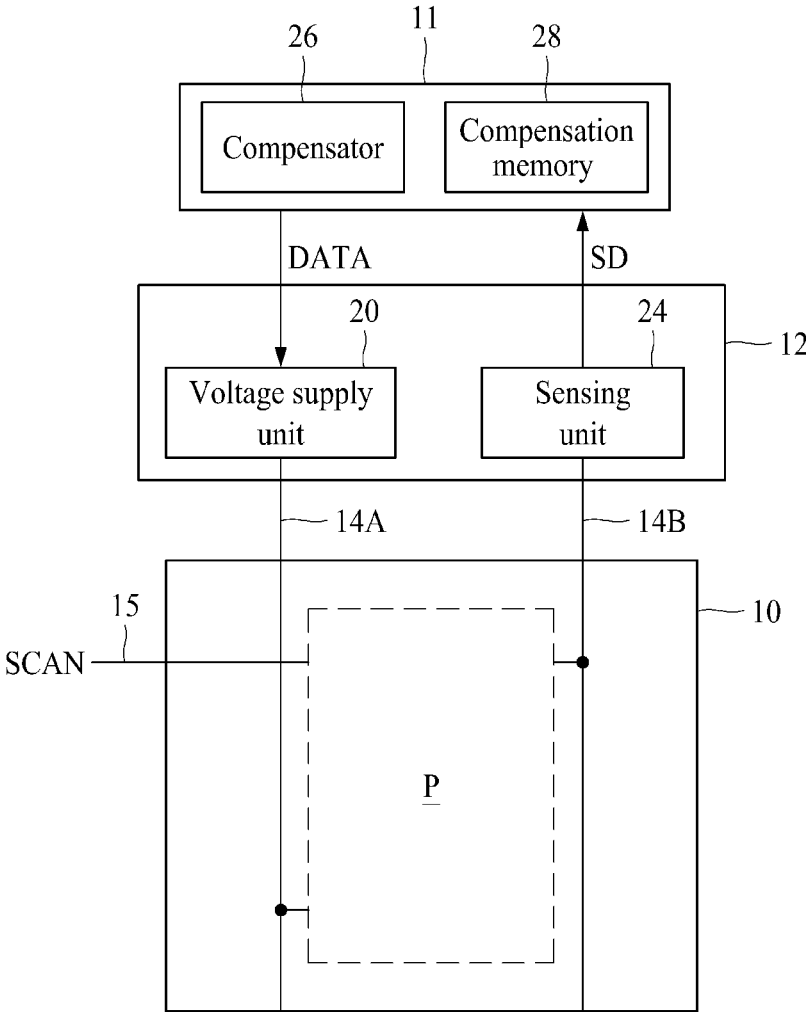 26
11
28
Compensator
Compensation
memory
DATA
SD
20
24
12
Voltage supply
unit
Sensing
unit
14A
14B
15
10
SCAN
P